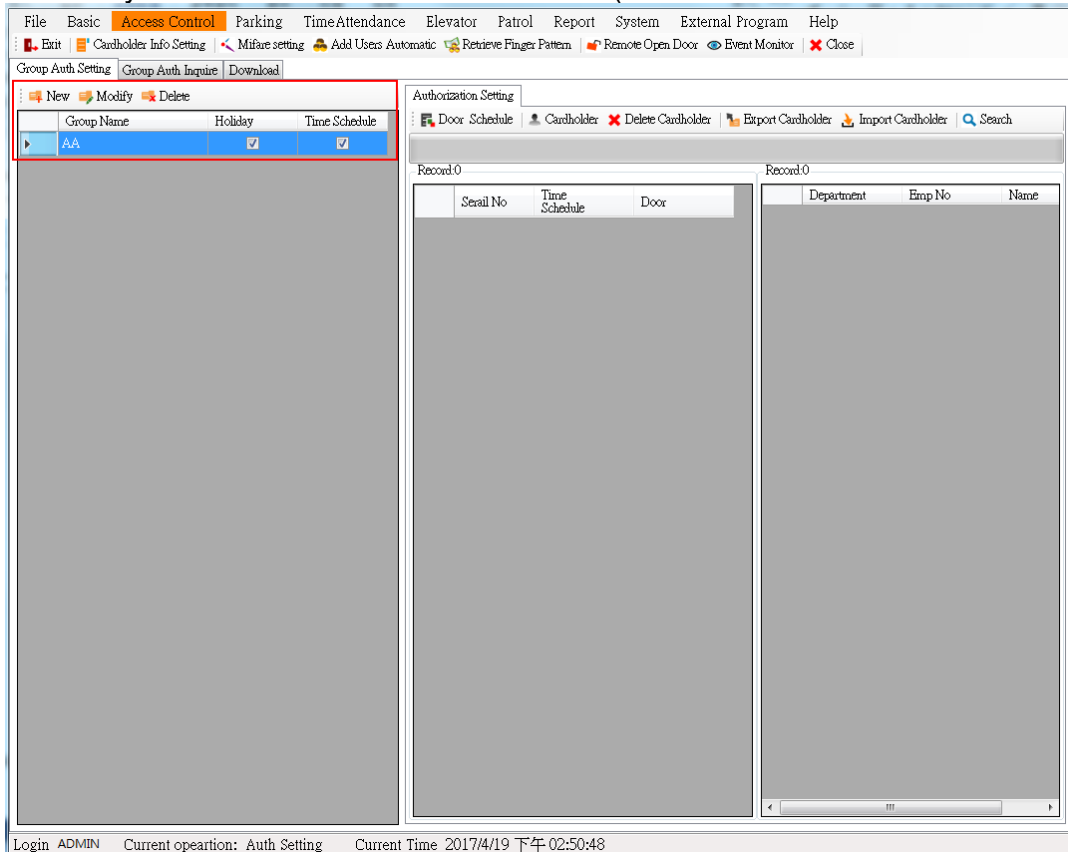 File Basic Access Control Parking TimeAttendance Elevator Patrol Report System External Program Help
Exit Cardholder Info Setting Mifare setting Add Users Automatic Retrieve Finger Pattern Remote Open Door Event Monitor Close
Group Auth Setting Group Auth Inquire Download
New Modify Delete
Group Name Holiday Time Schedule
AA
Authorization Setting
Door Schedule Cardholder Delete Cardholder Export Cardholder Import Cardholder Search
Record:0
Serail No Time Schedule Door
Record:0
Department Emp No Name
Login ADMIN Current opeartion: Auth Setting Current Time 2017/4/19 下午 02:50:48